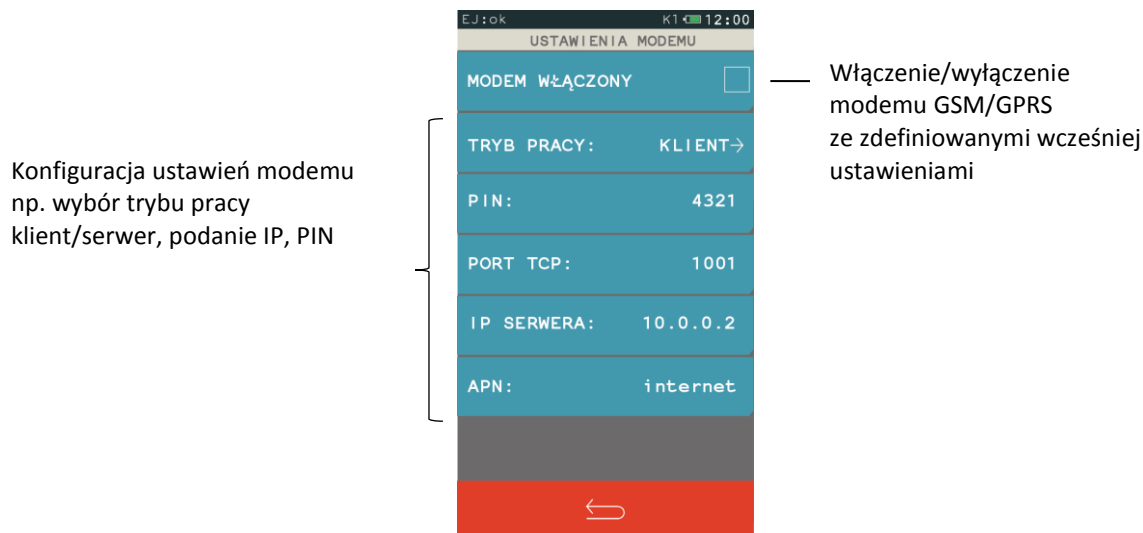 EJ:ok K1 12:00
USTAWIENIA MODEMU
MODEM WŁĄCZONY
Włączenie/wyłączenie
modemu GSM/GPRS
ze zdefiniowanymi wcześniej
ustawieniami
Konfiguracja ustawień modemu
np. wybór trybu pracy
klient/serwer, podanie IP, PIN
TRYB PRACY: KLIENT→
PIN: 4321
PORT TCP: 1001
IP SERWERA: 10.0.0.2
APN: internet